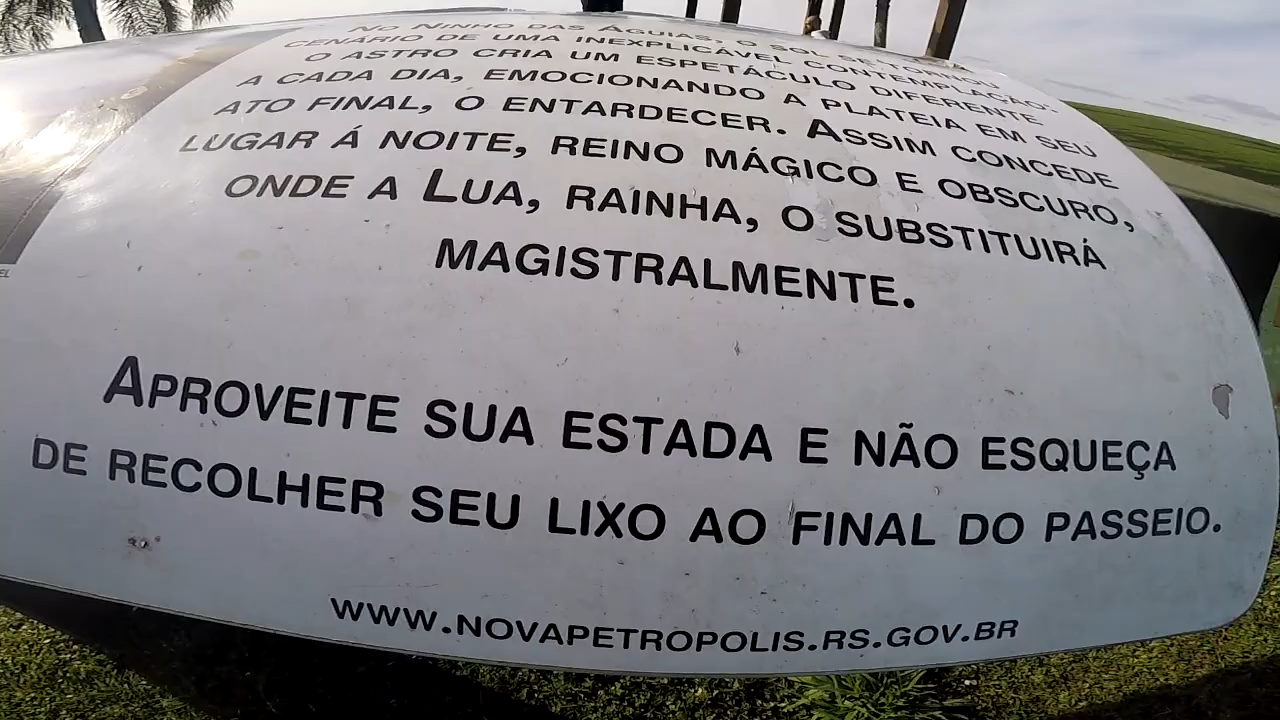 No Ninho das Águias, o sol se torna
cenário de uma inexplicável contemplação.
o astro cria um espetáculo diferente
a cada dia, emocionando a plateia em seu
ato final, o entardecer. Assim concede
lugar á noite, reino mágico e obscuro,
onde a Lua, rainha, o substituirá
magistralmente.
Aproveite sua estada e não esqueça
de recolher seu lixo ao final do passeio.
www.novapetropolis.rs.gov.br